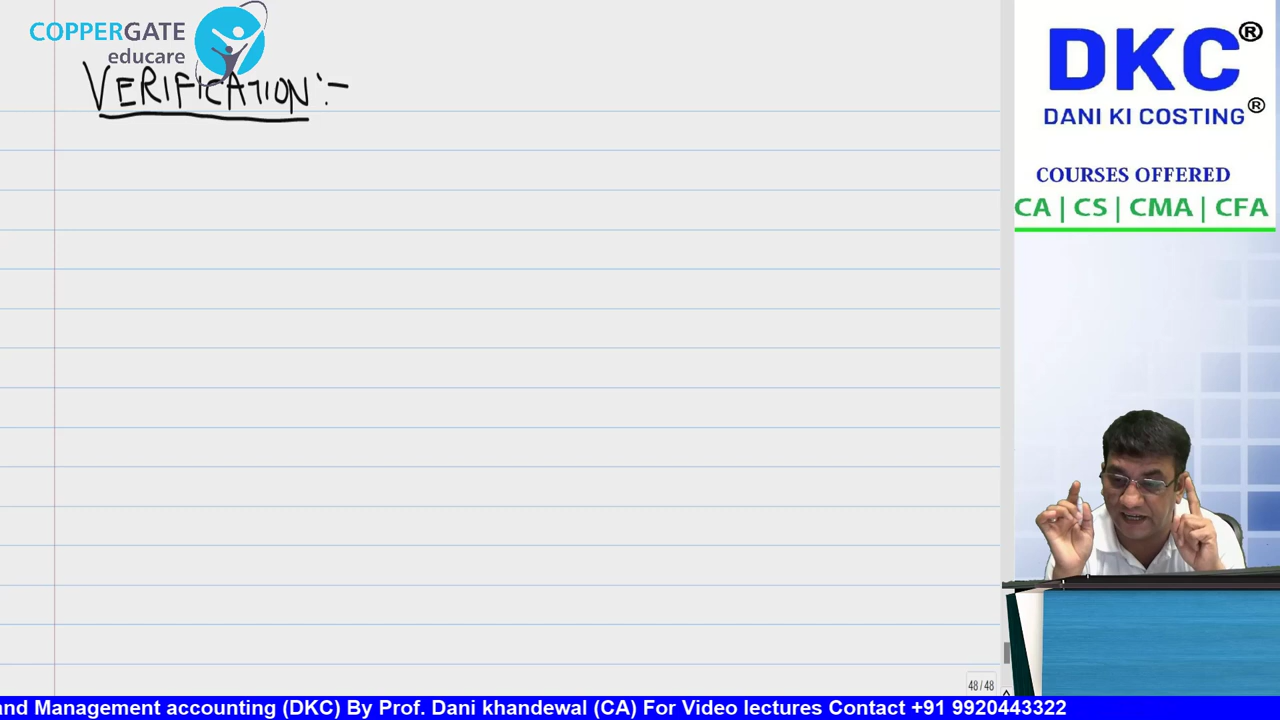 COPPERGATE
educare
VERIFICATION :-
DKC®
DANI KI COSTING®
COURSES OFFERED
CA | CS | CMA | CFA
48 / 48
and Management accounting (DKC) By Prof. Dani khandewal (CA) For Video lectures Contact +91 9920443322